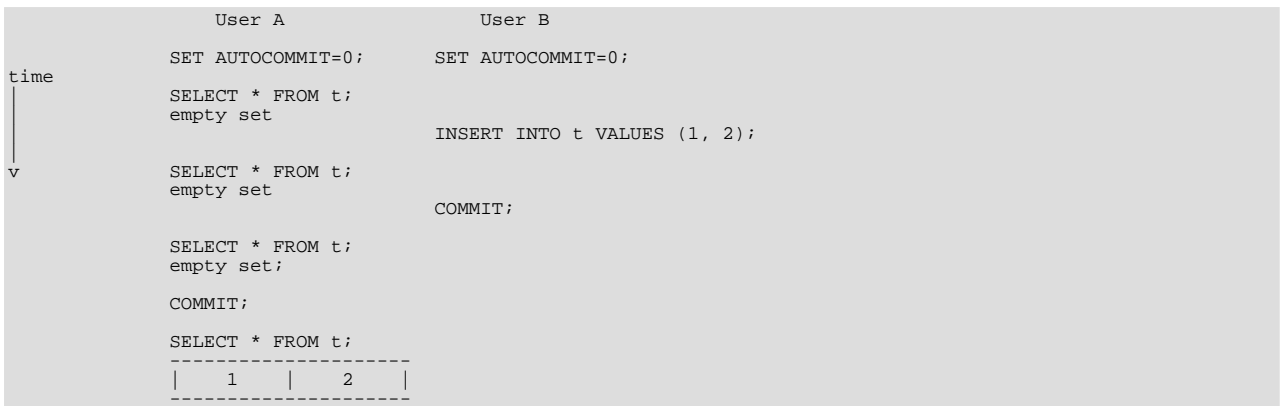 User A User B
SET AUTOCOMMIT=0; SET AUTOCOMMIT=0;
time
SELECT * FROM t;
empty set
INSERT INTO t VALUES (1, 2);
v SELECT * FROM t;
empty set
COMMIT;
SELECT * FROM t;
empty set;
COMMIT;
SELECT * FROM t;
---------------------
| 1 | 2 |
---------------------